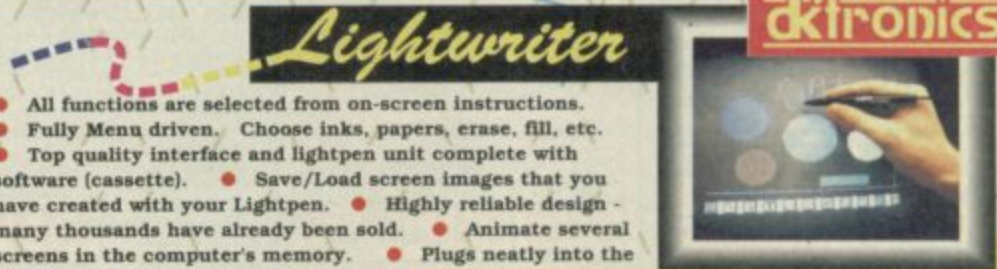 dktronics
Lightwriter
● All functions are selected from on-screen instructions.
● Fully Menu driven. Choose inks, papers, erase, fill, etc.
● Top quality interface and lightpen unit complete with
software (cassette). ● Save/Load screen images that you
have created with your Lightpen. ● Highly reliable design -
many thousands have already been sold. ● Animate several
screens in the computer's memory. ● Plugs neatly into the